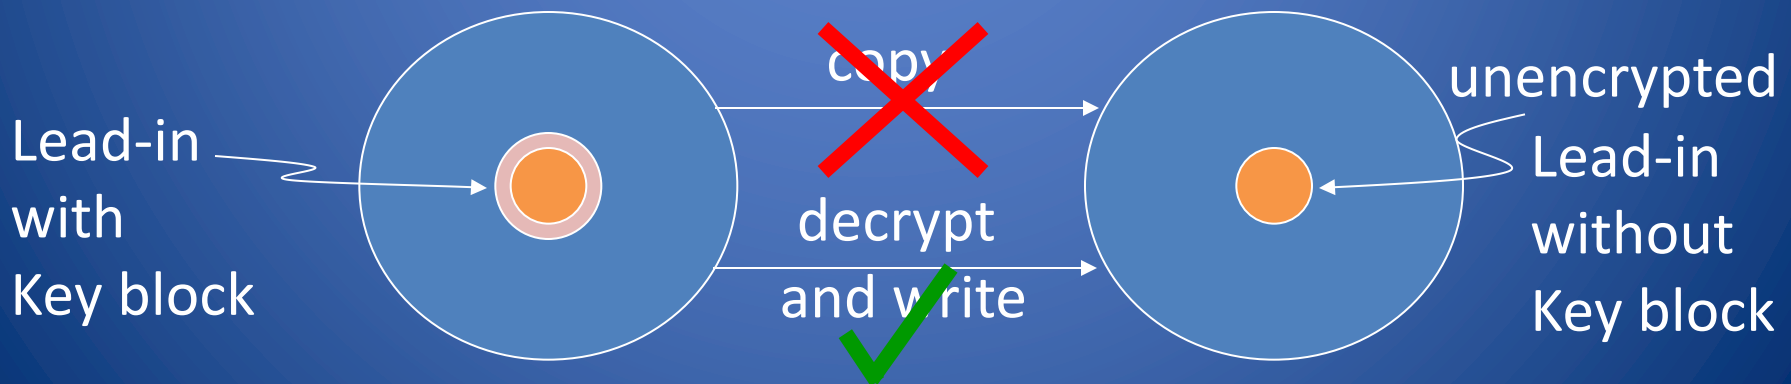 Lead-in
with
Key block
copy
decrypt
and write
unencrypted
Lead-in
without
Key block